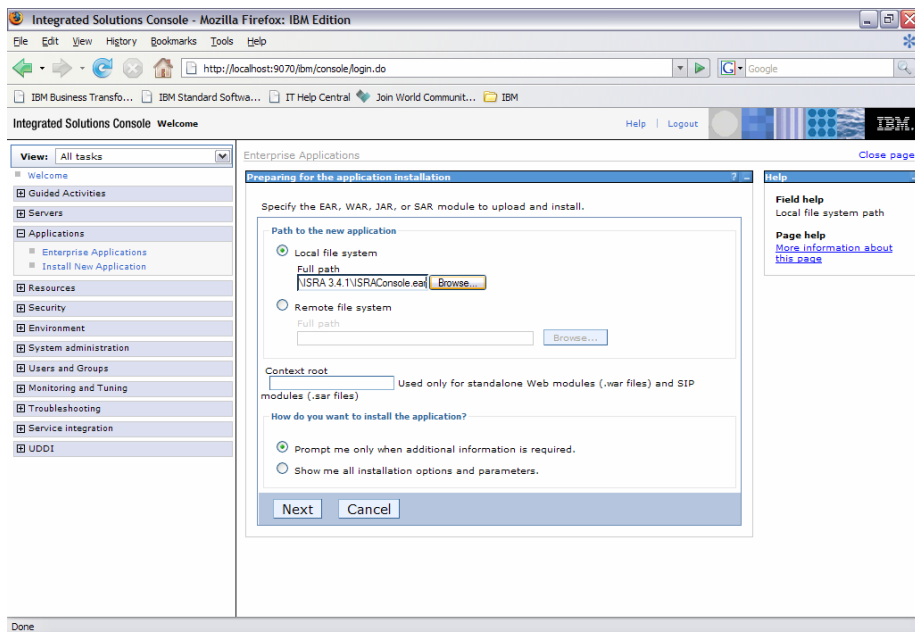 Integrated Solutions Console - Mozilla Firefox: IBM Edition
File Edit View History Bookmarks Tools Help
http://localhost:9070/ibm/console/login.do
G Google
IBM Business Transfo... IBM Standard Softwa... IT Help Central Join World Communit... IBM
Integrated Solutions Console Welcome
Help | Logout
IBM.
View: All tasks
Welcome
Guided Activities
Servers
Applications
Enterprise Applications
Install New Application
Resources
Security
Environment
System administration
Users and Groups
Monitoring and Tuning
Troubleshooting
Service integration
UDDI
Enterprise Applications
Close page
Preparing for the application installation ? -
Specify the EAR, WAR, JAR, or SAR module to upload and install.
Path to the new application
Local file system
Full path
\ISRA 3.4.1\ISRAConsole.ear Browse...
Remote file system
Full path
Browse...
Context root
Used only for standalone Web modules (.war files) and SIP
modules (.sar files)
How do you want to install the application?
Prompt me only when additional information is required.
Show me all installation options and parameters.
Next Cancel
Help -
Field help
Local file system path
Page help
More information about
this page
Done